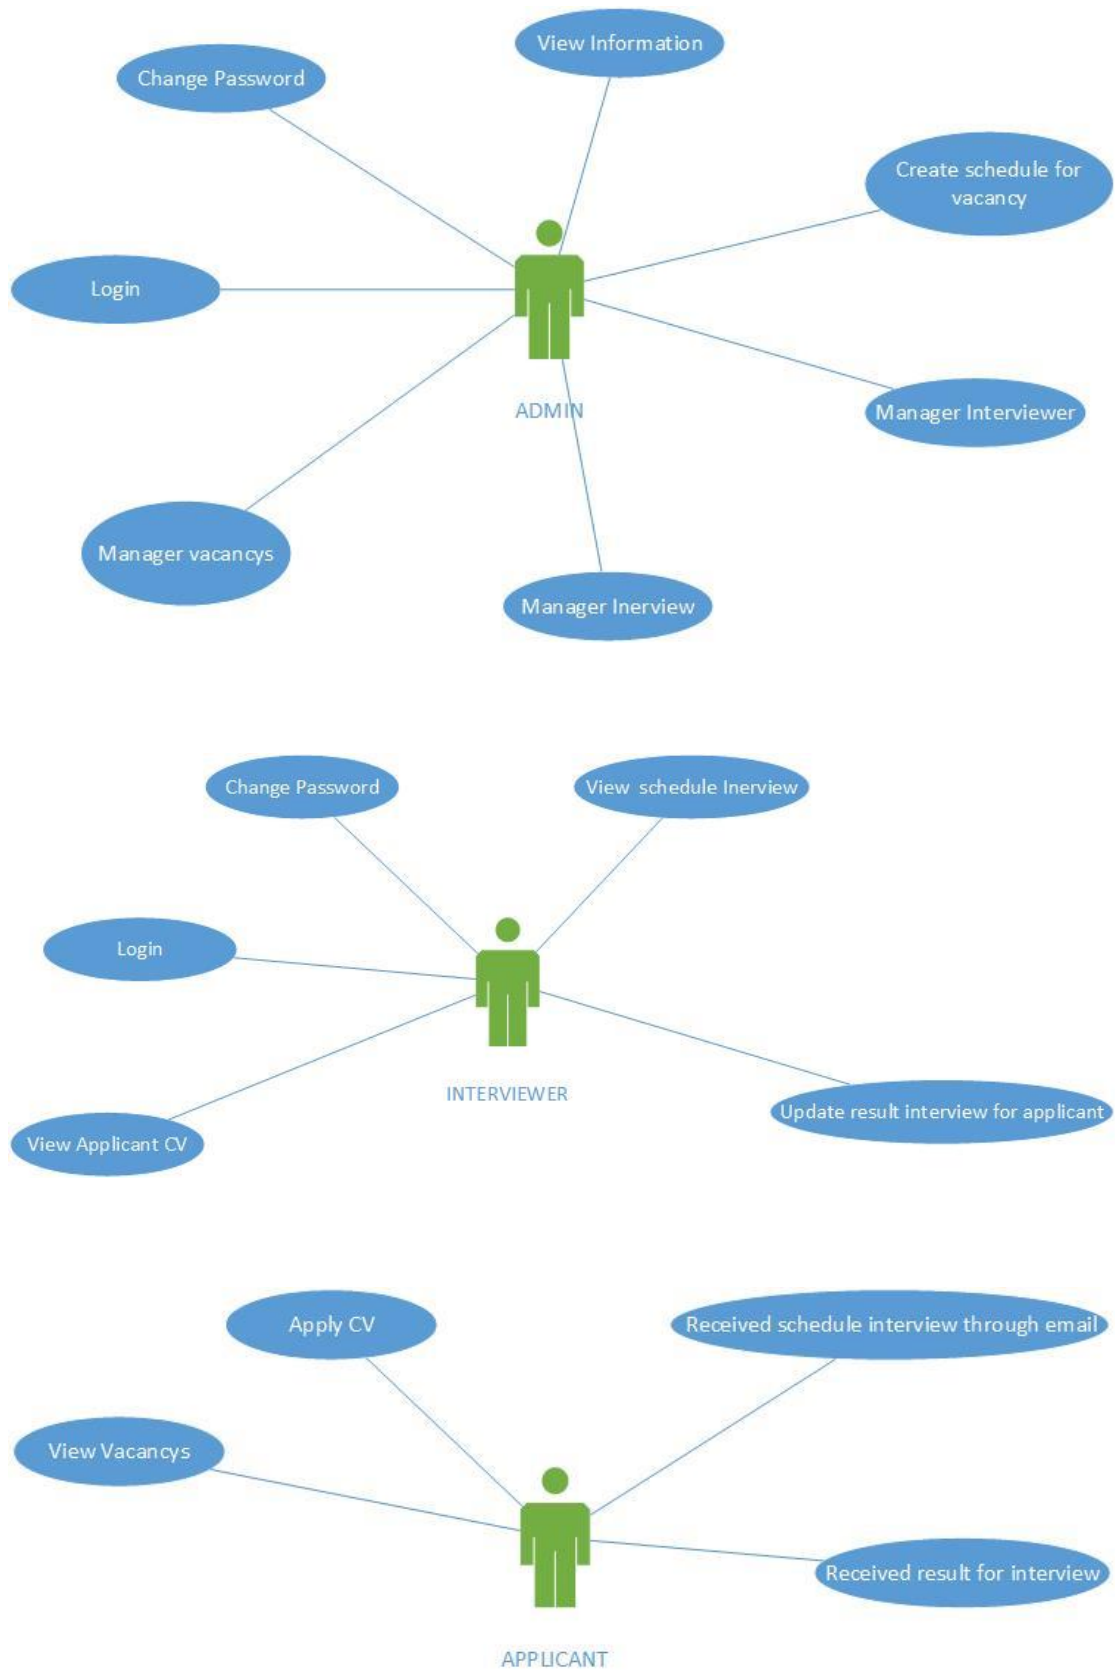 View Information
Change Password
Create schedule for
vacancy
Login
ADMIN
Manager Interviewer
Manager vacancys
Manager Inerview
Change Password
View schedule Inerview
Login
INTERVIEWER
Update result interview for applicant
View Applicant CV
Apply CV
Received schedule interview through email
View Vacancys
Received result for interview
APPLICANT